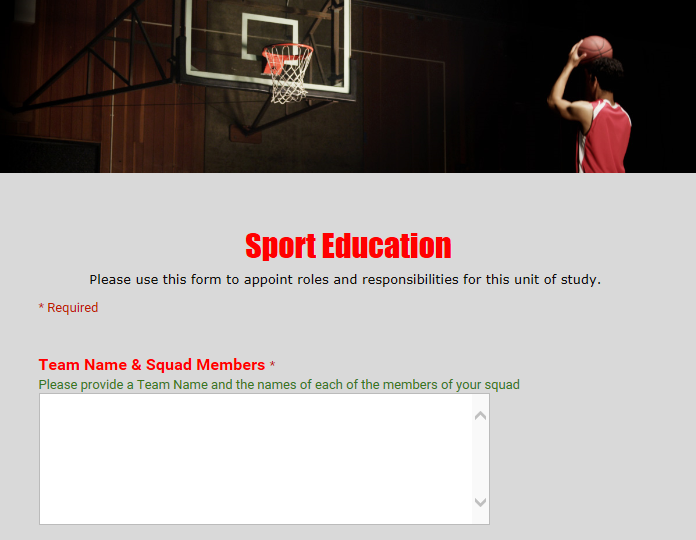 Sport Education
Please use this form to appoint roles and responsibilities for this unit of study.
* Required
Team Name & Squad Members *
Please provide a Team Name and the names of each of the members of your squad